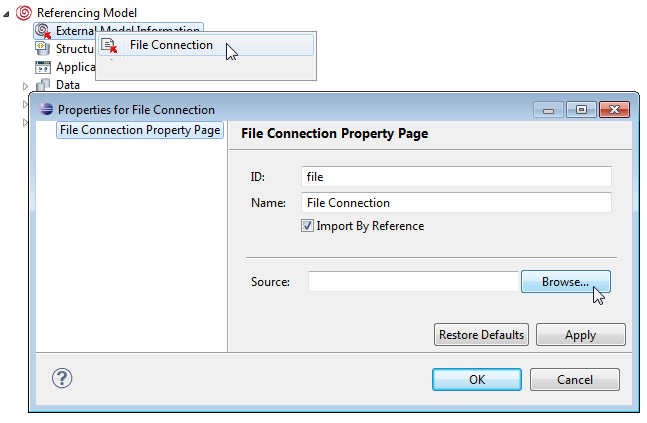 Referencing Model
External Model Information
File Connection
Structu
Applica
Data
Properties for File Connection
File Connection Property Page
File Connection Property Page
ID:
file
Name:
File Connection
Import By Reference
Source:
Browse...
Restore Defaults
Apply
?
OK
Cancel